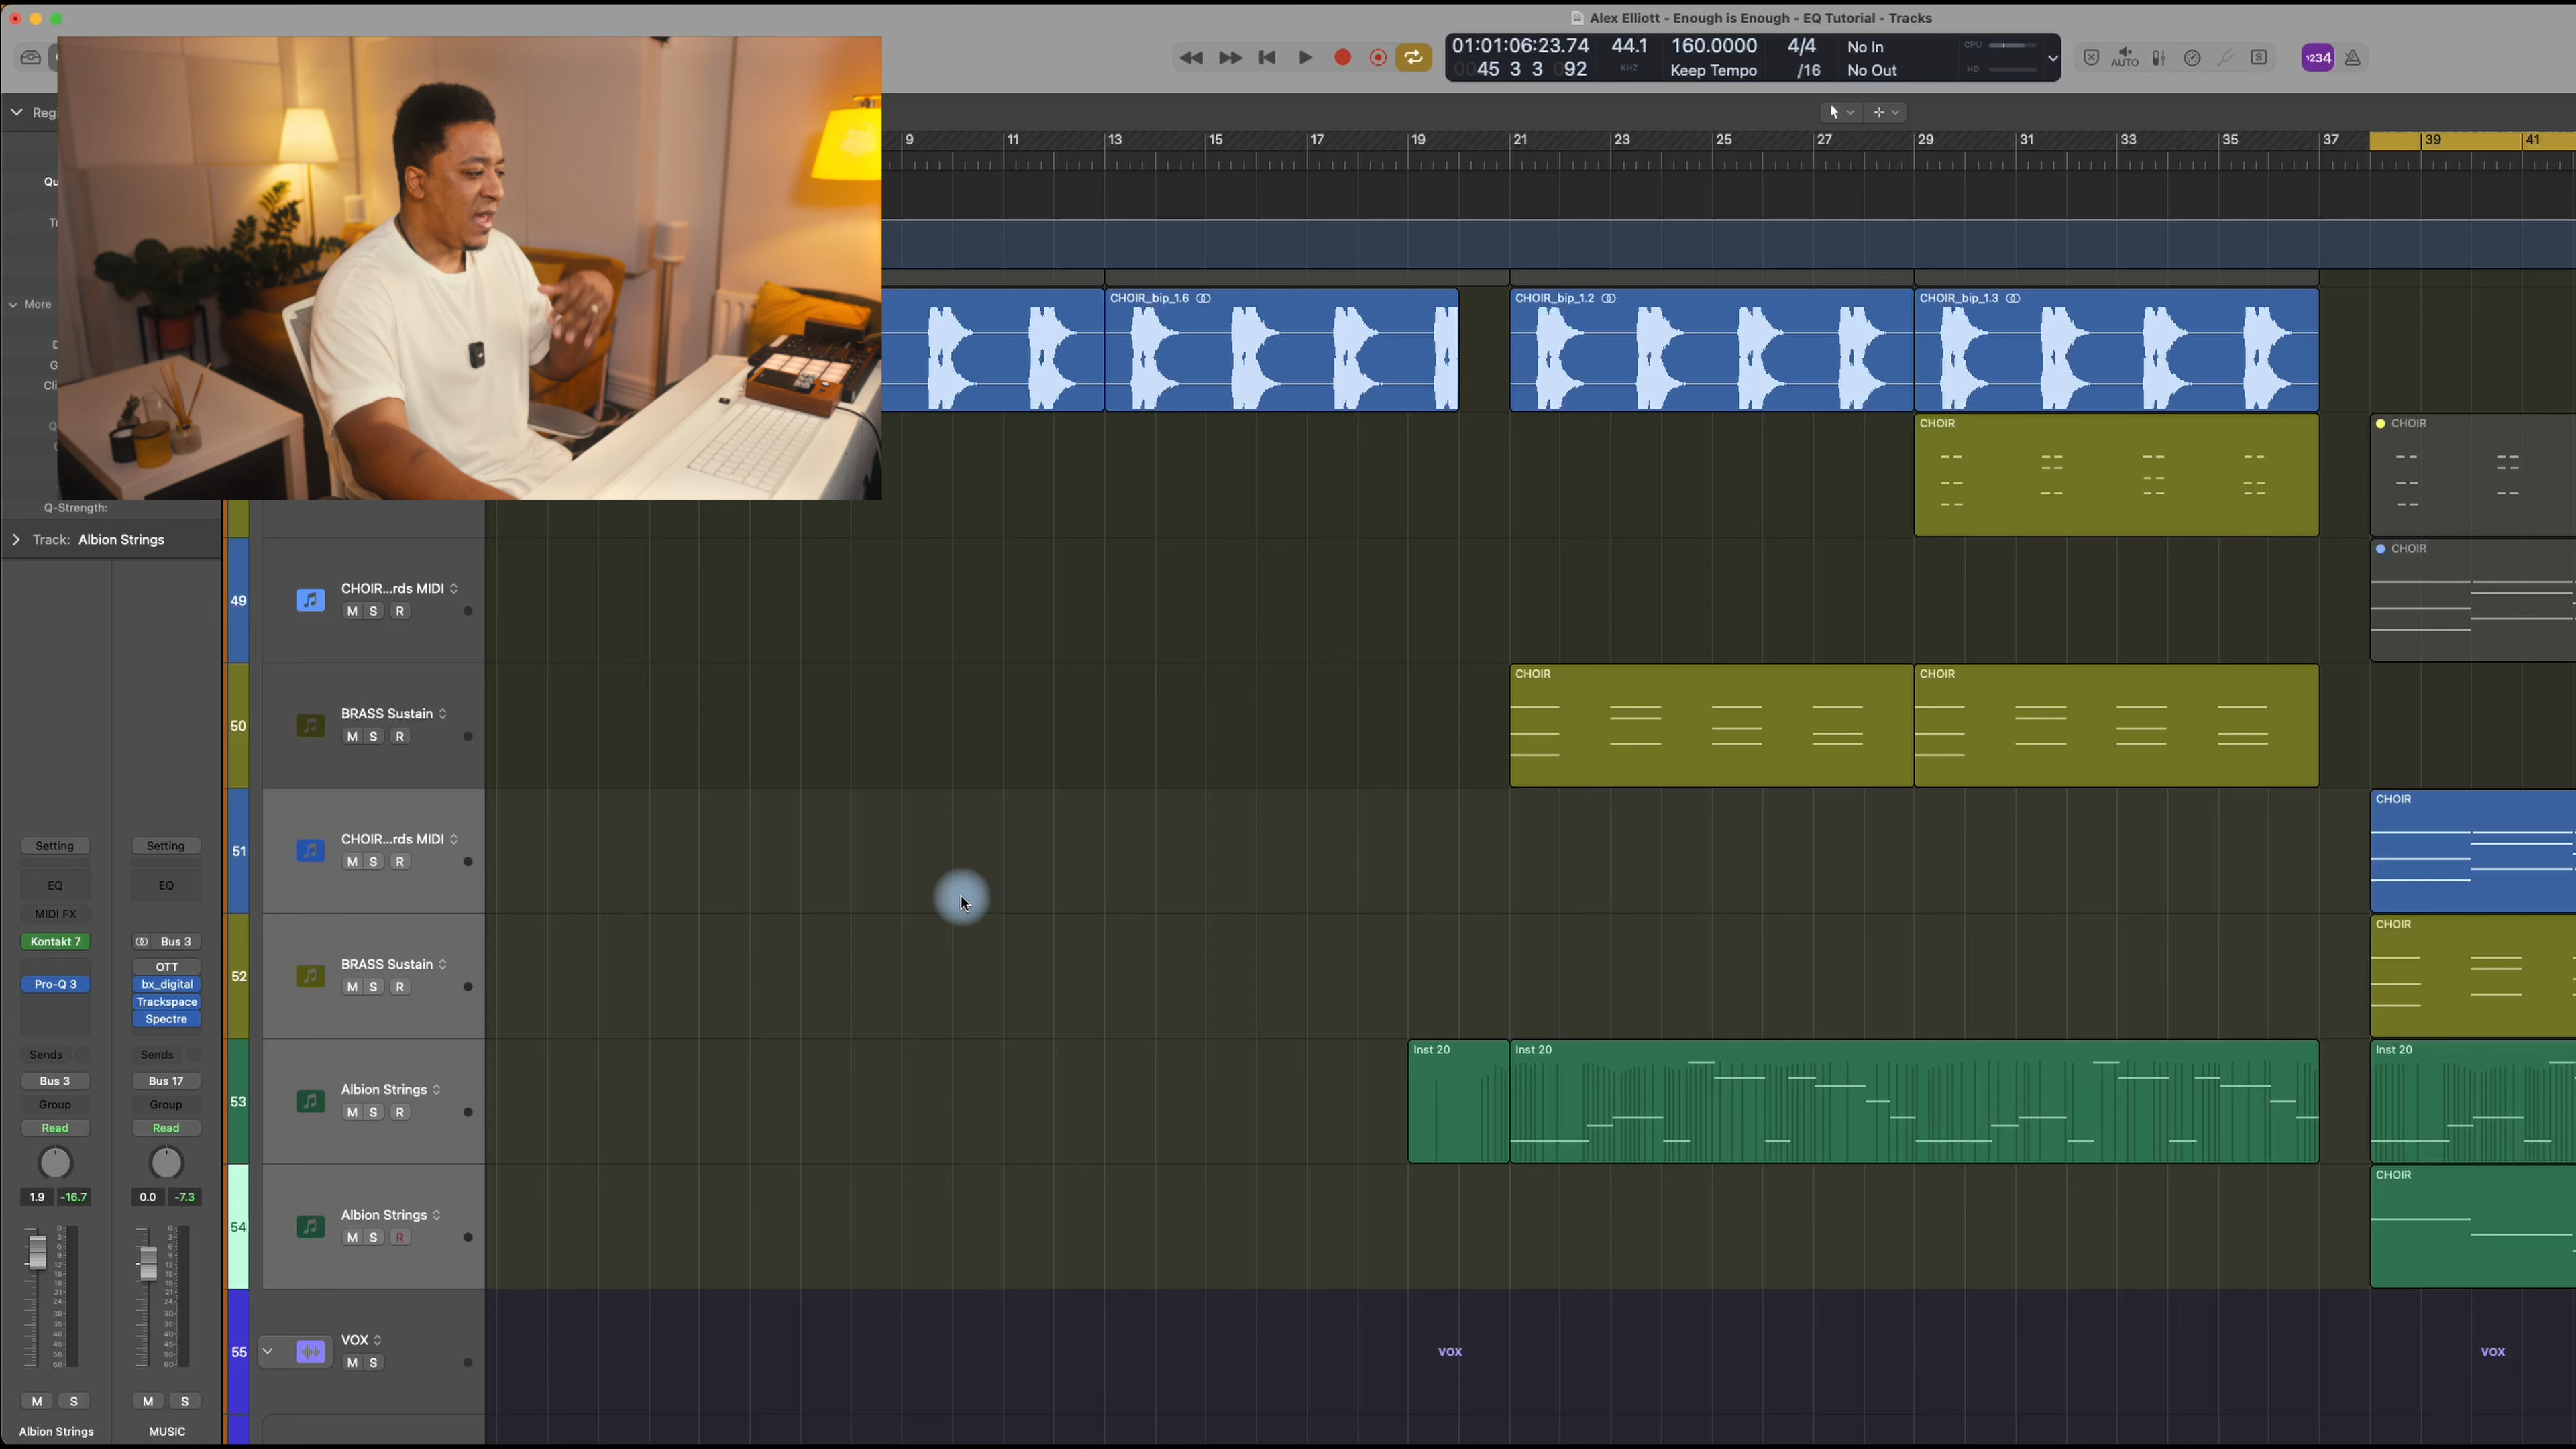 Alex Elliott - Enough is Enough - EQ Tutorial - Tracks
01:01:06:23.74 44.1 160.0000 4/4 No In CPU
0045 3 3 092 KHZ Keep Tempo /16 No Out HD
AUTO
1234
Reg
9 11 13 15 17 19 21 23 25 27 29 31 33 35 37 39 41
Qu
Tr
More
CHOIR_bip_1.6
CHOIR_bip_1.2
CHOIR_bip_1.3
D
G
Cli
Q
CHOIR
CHOIR
Q-Strength:
Track: Albion Strings
CHOIR
49
CHOIR...rds MIDI
M S R
50
BRASS Sustain
M S R
CHOIR
CHOIR
51
CHOIR...rds MIDI
M S R
CHOIR
52
BRASS Sustain
M S R
CHOIR
53
Albion Strings
M S R
Inst 20
Inst 20
Inst 20
54
Albion Strings
M S R
CHOIR
55
VOX
M S
VOX
VOX
Setting Setting
EQ EQ
MIDI FX
Kontakt 7 Bus 3
OTT
Pro-Q 3 bx_digital
Trackspace
Spectre
Sends Sends
Bus 3 Bus 17
Group Group
Read Read
1.9 -16.7 0.0 -7.3
M S M S
Albion Strings MUSIC